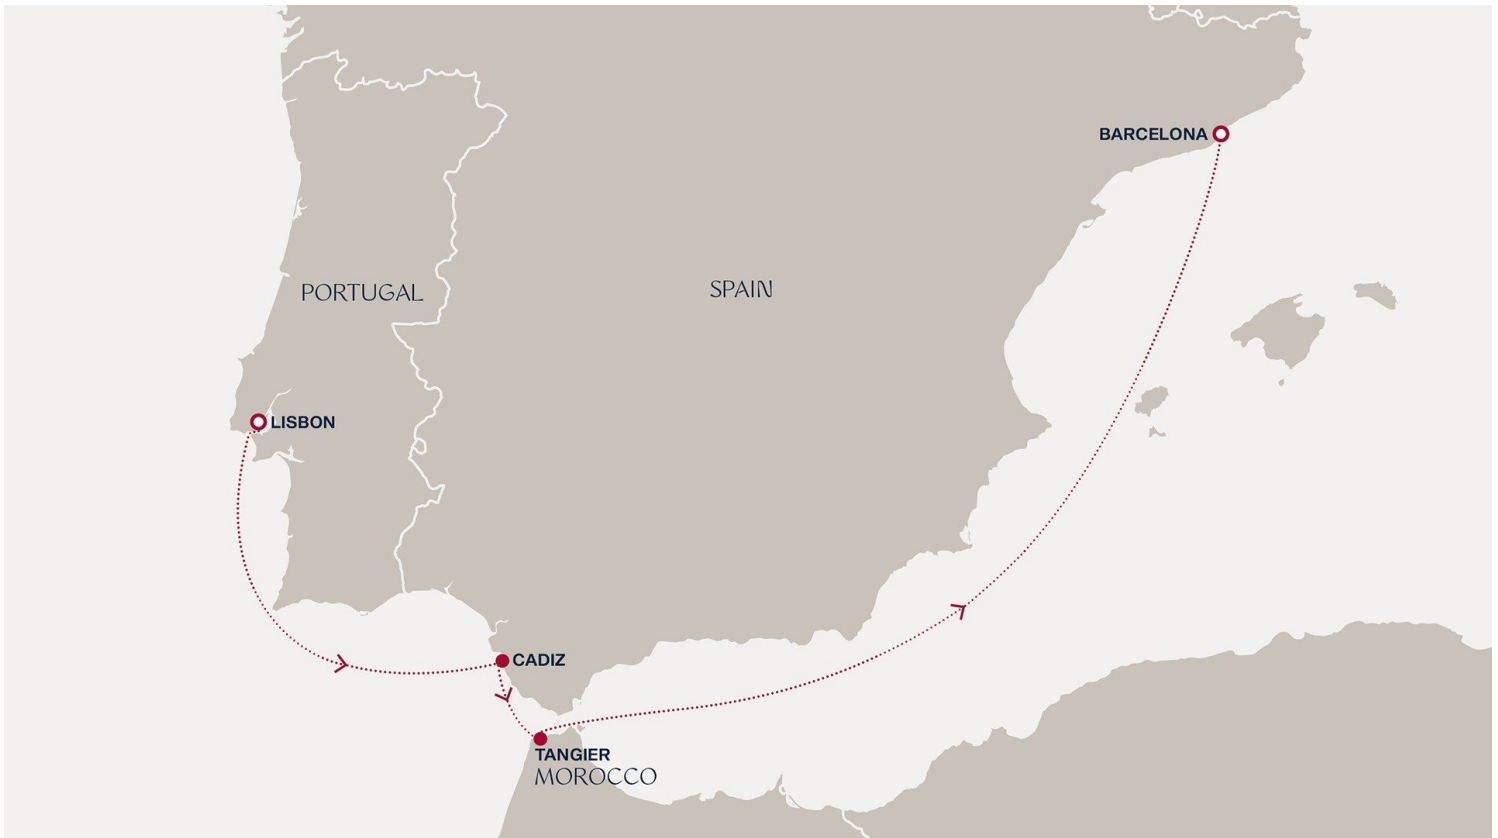 BARCELONA
PORTUGAL
SPAIN
LISBON
CADIZ
TANGIER
MOROCCO